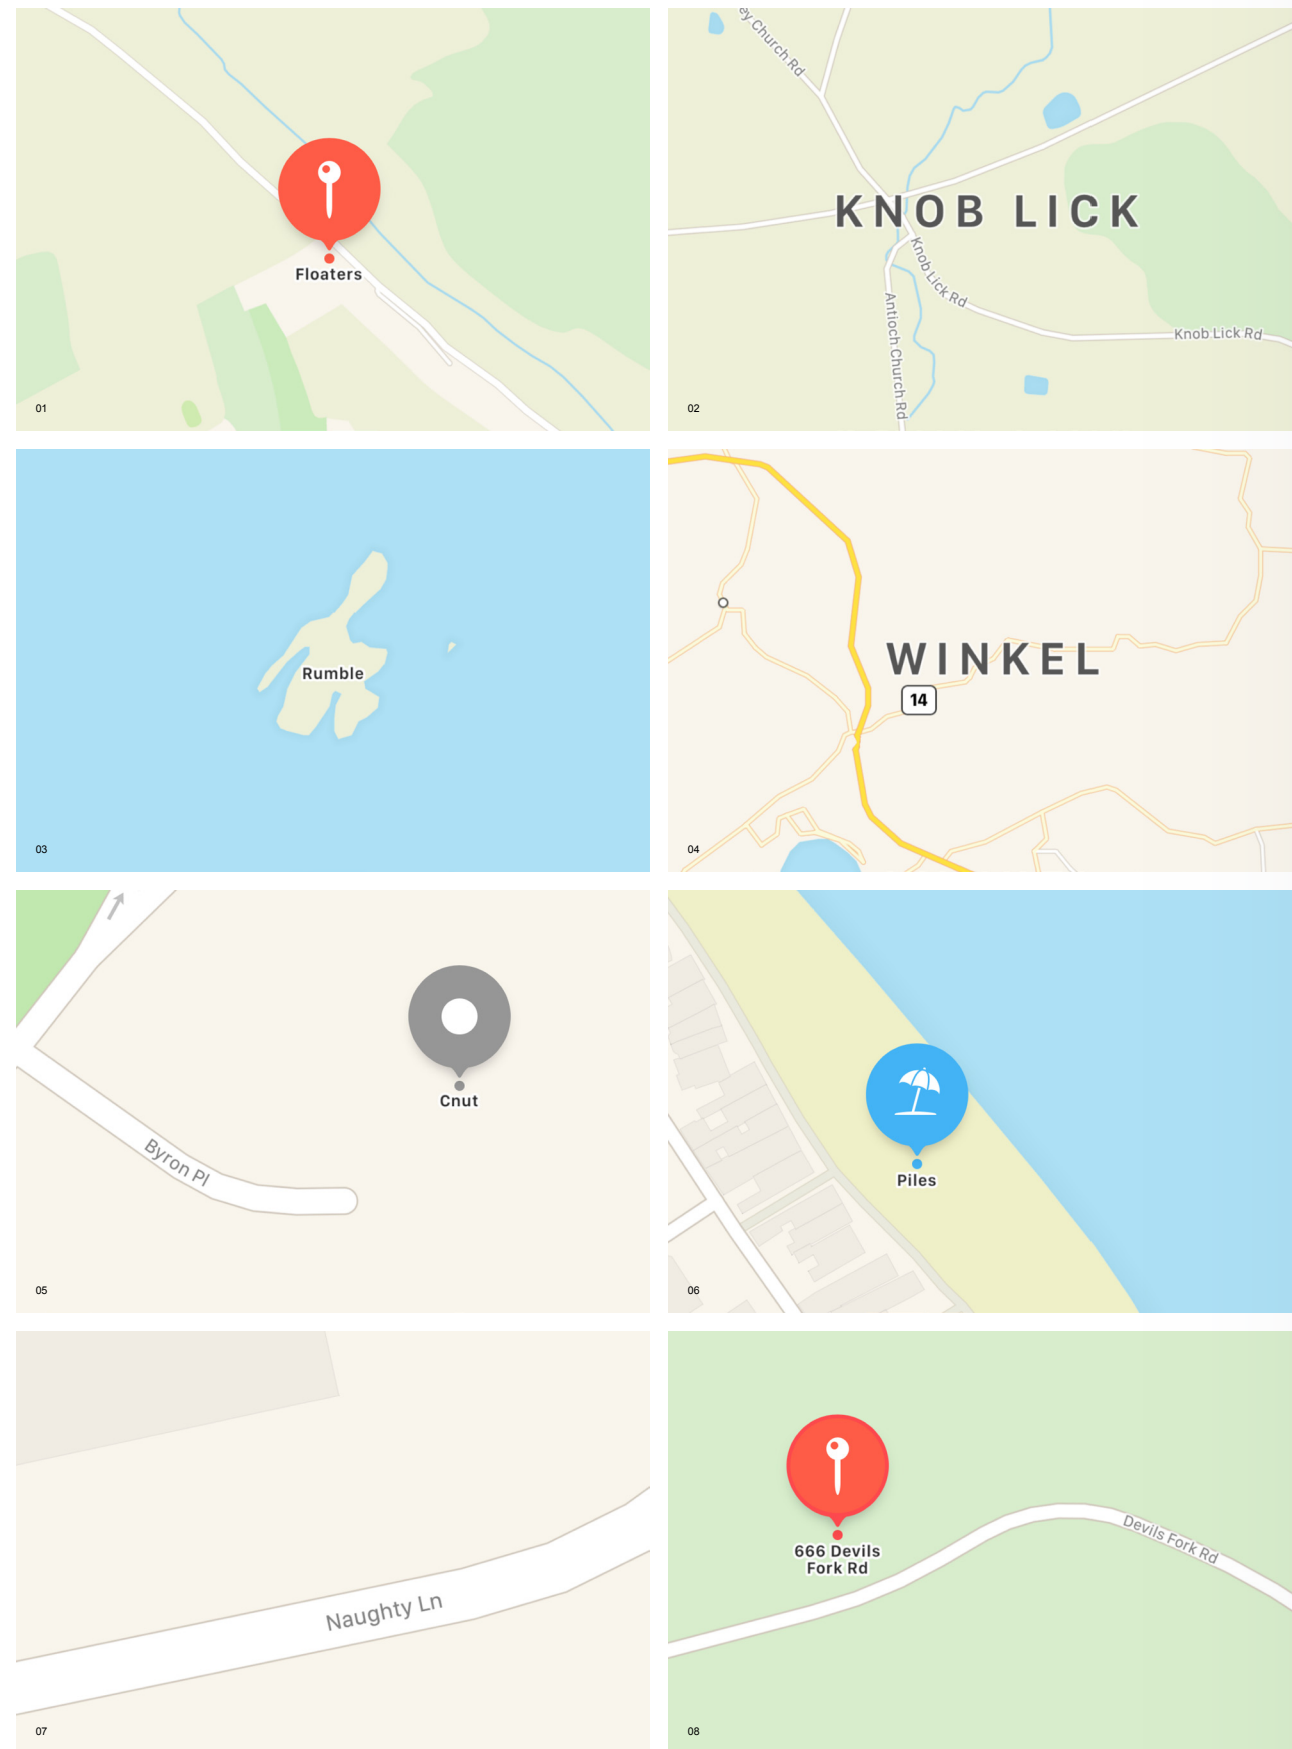 Floaters
01
ey Church Rd
KNOB LICK
Knob Lick Rd
Antioch Church Rd
Knob Lick Rd
02
Rumble
03
WINKEL
14
04
Cnut
Byron Pl
05
Piles
06
Naughty Ln
07
666 Devils
Fork Rd
Devils Fork Rd
08